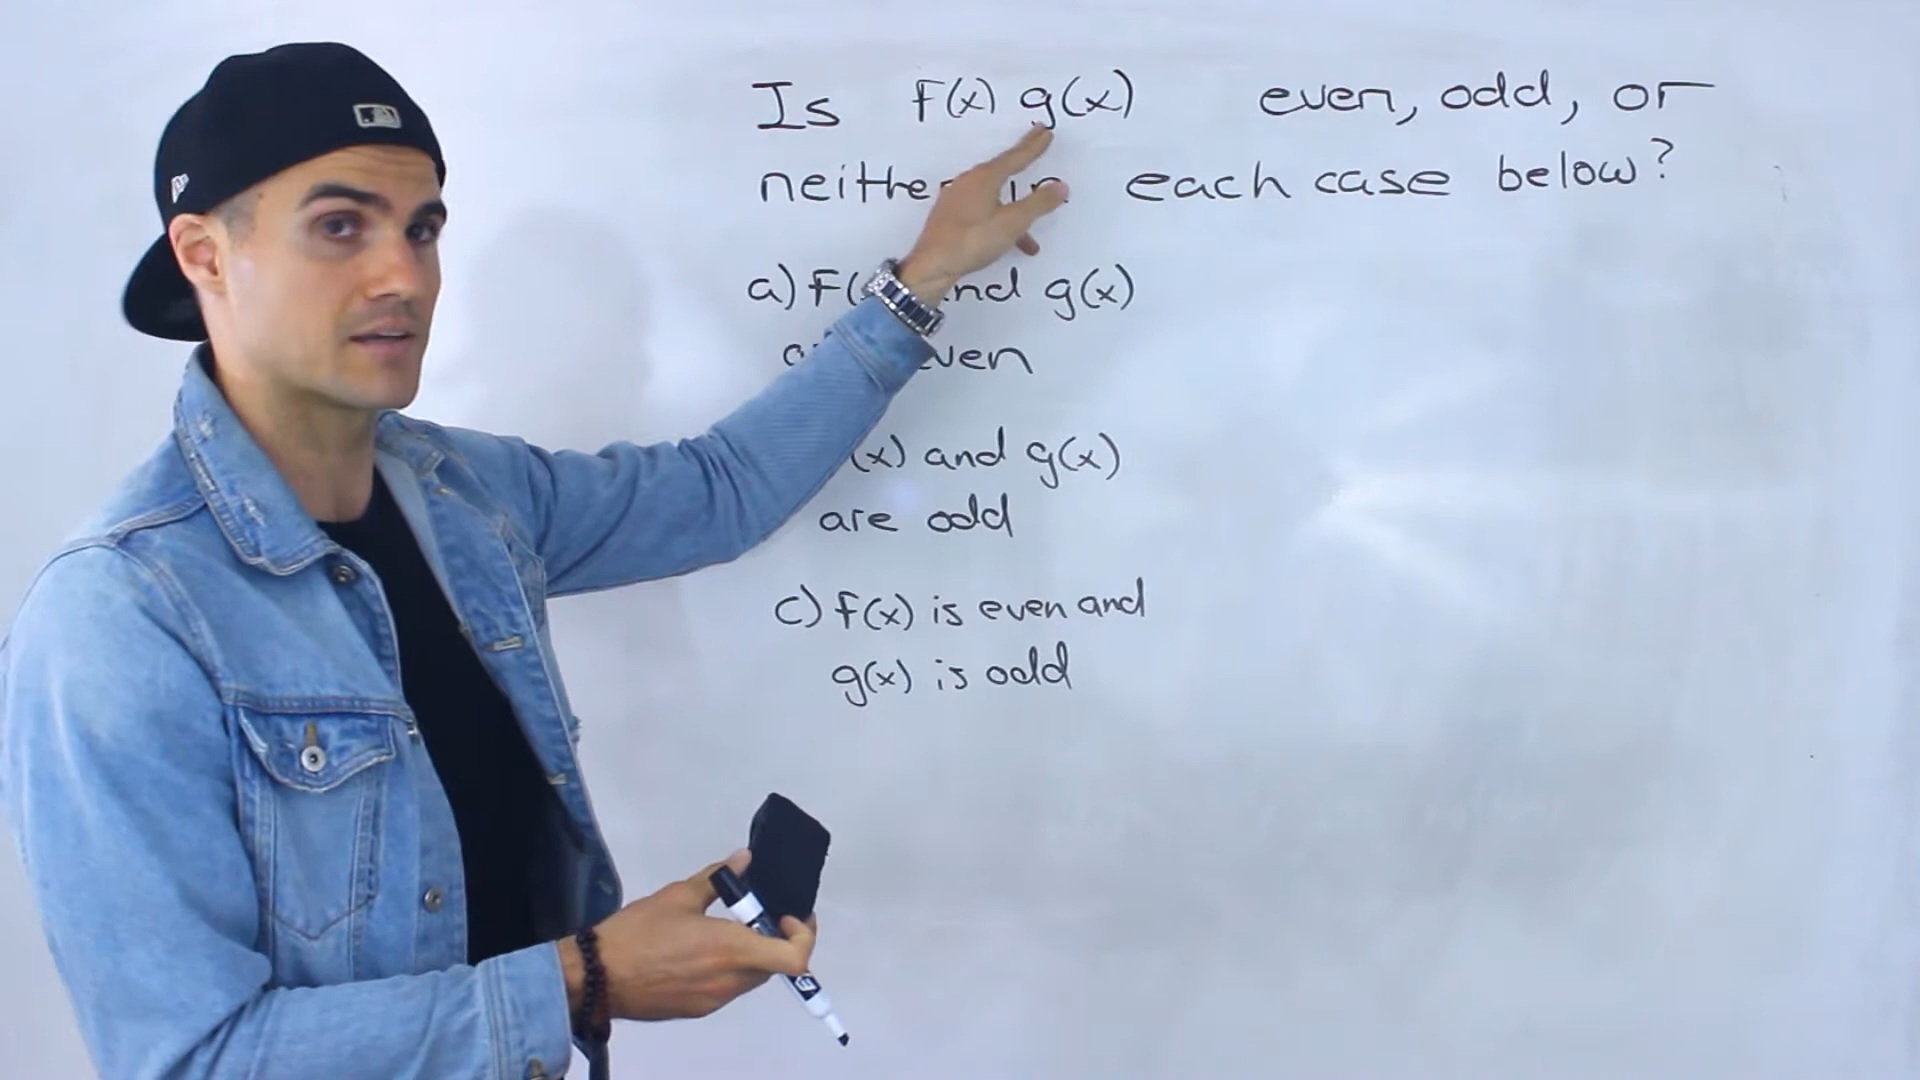 Is f(x) g(x) even, odd, or
neither in each case below?
a) f( and g(x)
even
(x) and g(x)
are odd
c) f(x) is even and
g(x) is odd